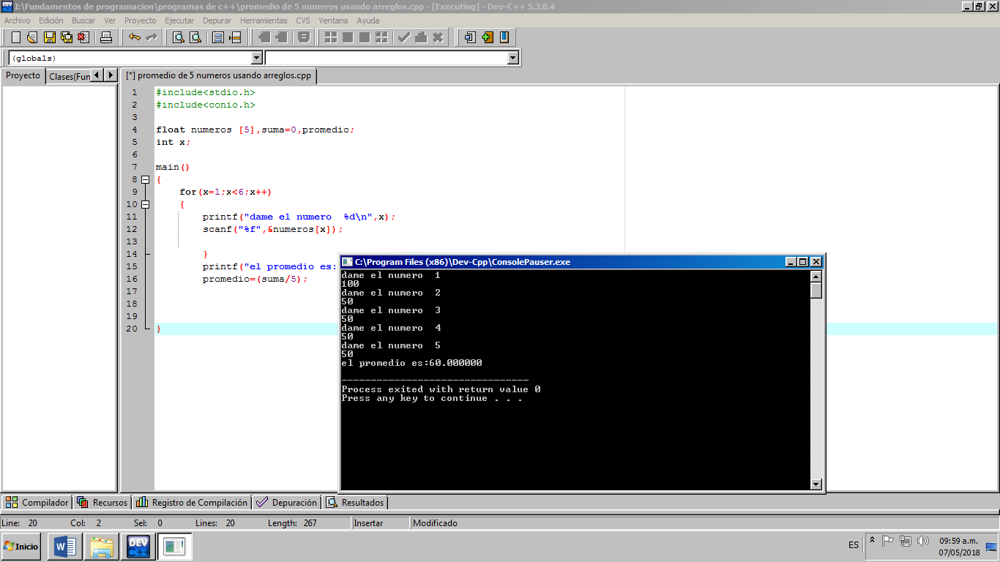 I:\Fundamentos de programacion\programas de c++\promedio de 5 numeros usando arreglos.cpp - [Executing] - Dev-C++ 5.3.0.4
Archivo Edición Buscar Ver Proyecto Ejecutar Depurar Herramientas CVS Ventana Ayuda
(globals)
Proyecto Clases(Fun
[*] promedio de 5 numeros usando arreglos.cpp
1 #include<stdio.h>
2 #include<conio.h>
3
4 float numeros [5],suma=0,promedio;
5 int x;
6
7 main()
8 {
9 for(x=1;x<6;x++)
10 {
11 printf("dame el numero  %d\n",x);
12 scanf("%f",&numeros[x]);
13
14 }
15 printf("el promedio es:
16 promedio=(suma/5);
17
18
19
20 }
C:\Program Files (x86)\Dev-Cpp\ConsolePauser.exe
dame el numero  1
100
dame el numero  2
50
dame el numero  3
50
dame el numero  4
50
dame el numero  5
50
el promedio es:60.000000
--------------------------------
Process exited with return value 0
Press any key to continue . . .
Compilador Recursos Registro de Compilación Depuración Resultados
Line: 20 Col: 2 Sel: 0 Lines: 20 Length: 267 Insertar Modificado
Inicio W DEV C++ ES 09:59 a.m.
07/05/2018